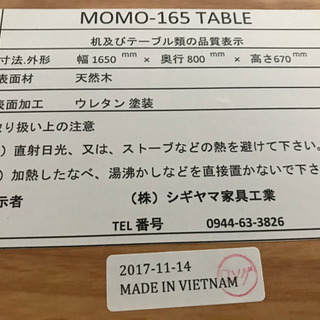 MOMO-165 TABLE
机及びテーブル類の品質表示
寸法.外形 幅 1650 mm × 奥行 800 mm × 高さ 670 mm
表面材 天然木
表面加工 ウレタン 塗装
取り扱い上の注意
）直射日光、又は、ストーブなどの熱を避けて下さい。
）加熱したなべ、湯沸かしなどを直接置かないで下さ
示者 （株）シギヤマ家具工業
TEL 番号 0944-63-3826
2017-11-14
MADE IN VIETNAM